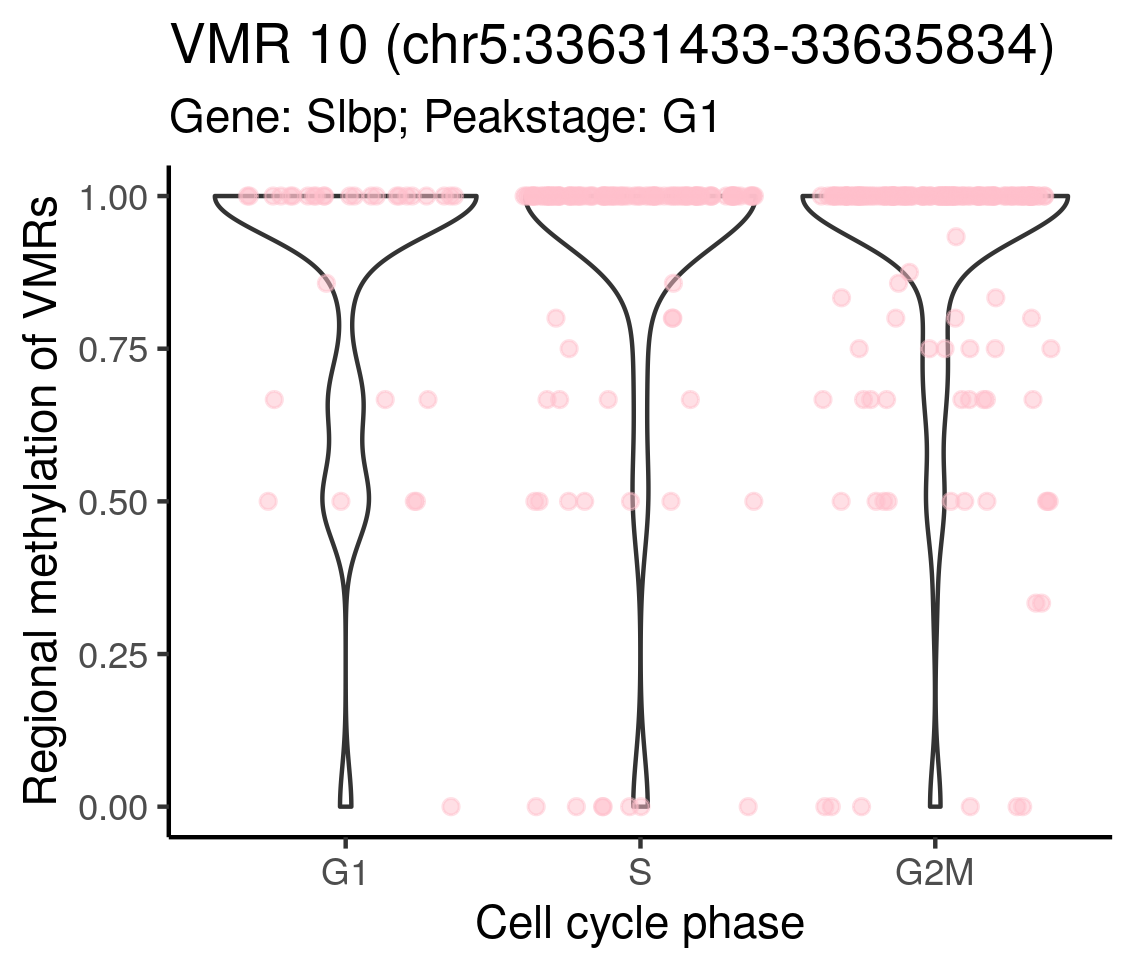 VMR 10 (chr5:33631433-33635834)
Gene: Slbp; Peakstage: G1
Regional methylation of VMRs
1.00
0.75
0.50
0.25
0.00
G1
S
G2M
Cell cycle phase